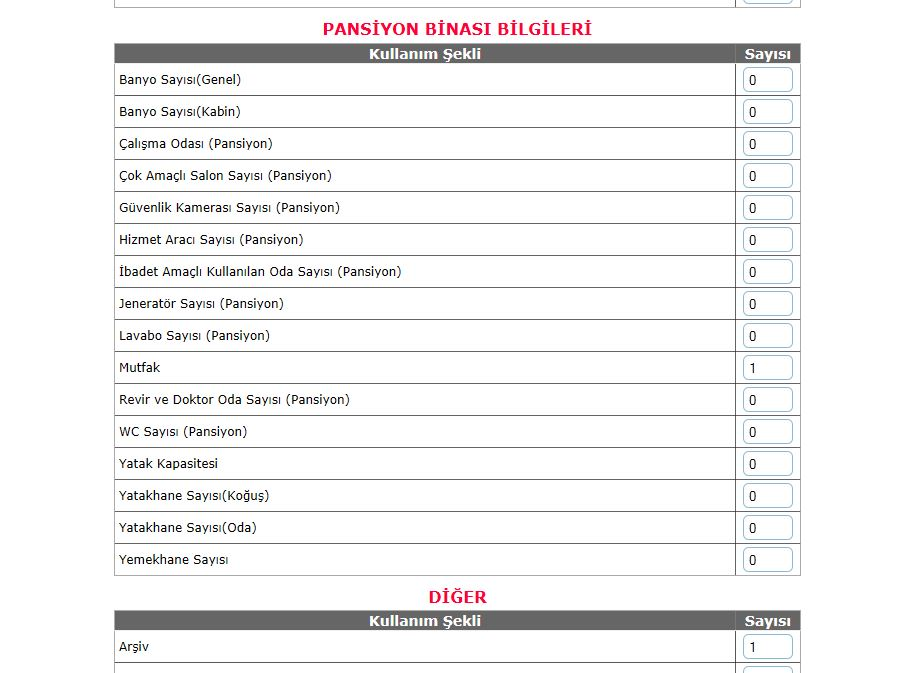 PANSİYON BİNASI BİLGİLERİ
Kullanım Şekli Sayısı
Banyo Sayısı(Genel) 0
Banyo Sayısı(Kabin) 0
Çalışma Odası (Pansiyon) 0
Çok Amaçlı Salon Sayısı (Pansiyon) 0
Güvenlik Kamerası Sayısı (Pansiyon) 0
Hizmet Aracı Sayısı (Pansiyon) 0
İbadet Amaçlı Kullanılan Oda Sayısı (Pansiyon) 0
Jeneratör Sayısı (Pansiyon) 0
Lavabo Sayısı (Pansiyon) 0
Mutfak 1
Revir ve Doktor Oda Sayısı (Pansiyon) 0
WC Sayısı (Pansiyon) 0
Yatak Kapasitesi 0
Yatakhane Sayısı(Koğuş) 0
Yatakhane Sayısı(Oda) 0
Yemekhane Sayısı 0
DİĞER
Kullanım Şekli Sayısı
Arşiv 1